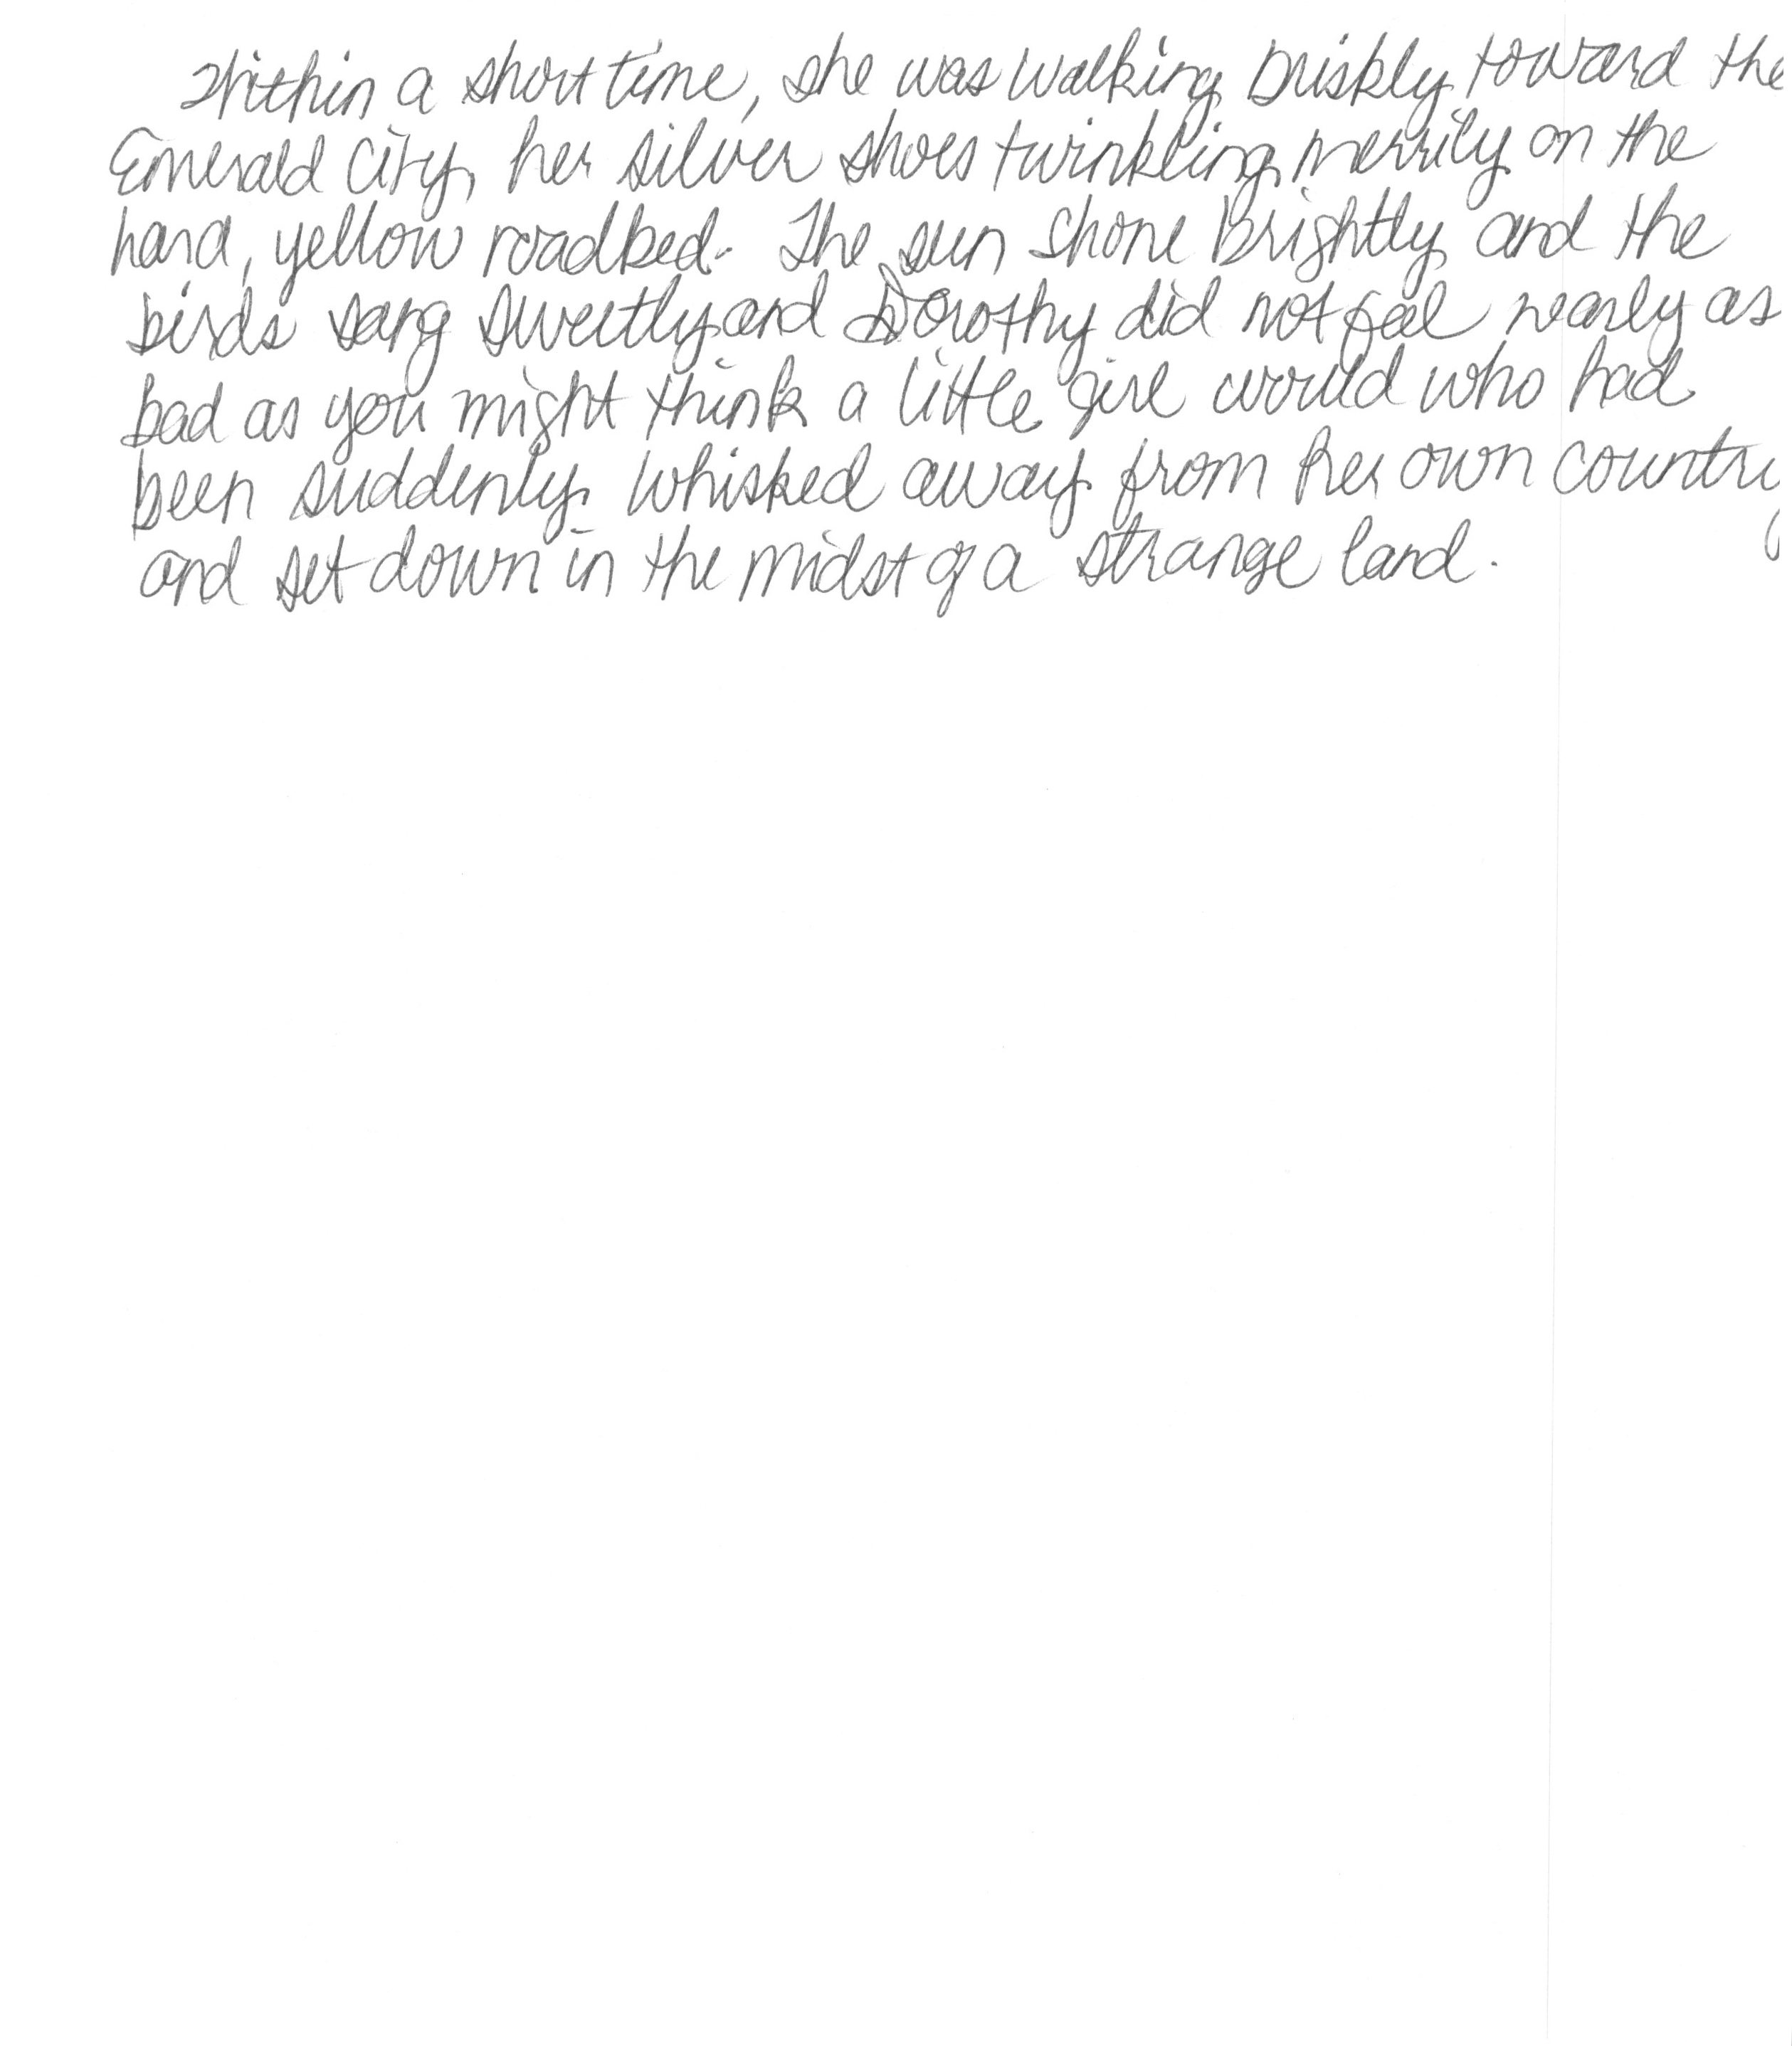 Within a short time, she was walking briskly toward the
Emerald City, her silver shoes twinkling merrily on the
hard, yellow roadbed. The sun shone brightly and the
birds sang sweetly and Dorothy did not feel nearly as
bad as you might think a little girl would who had
been suddenly whisked away from her own country
and set down in the midst of a strange land.